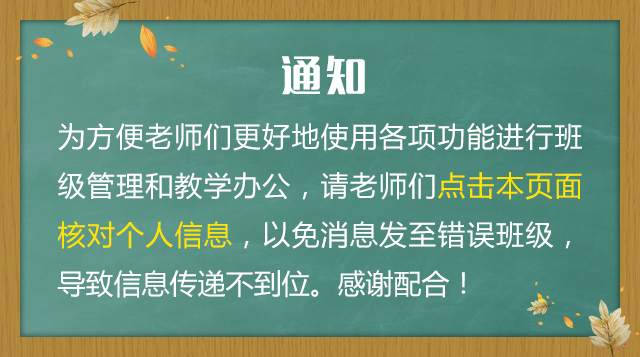 通知
为方便老师们更好地使用各项功能进行班
级管理和教学办公，请老师们点击本页面
核对个人信息，以免消息发至错误班级，
导致信息传递不到位。感谢配合！